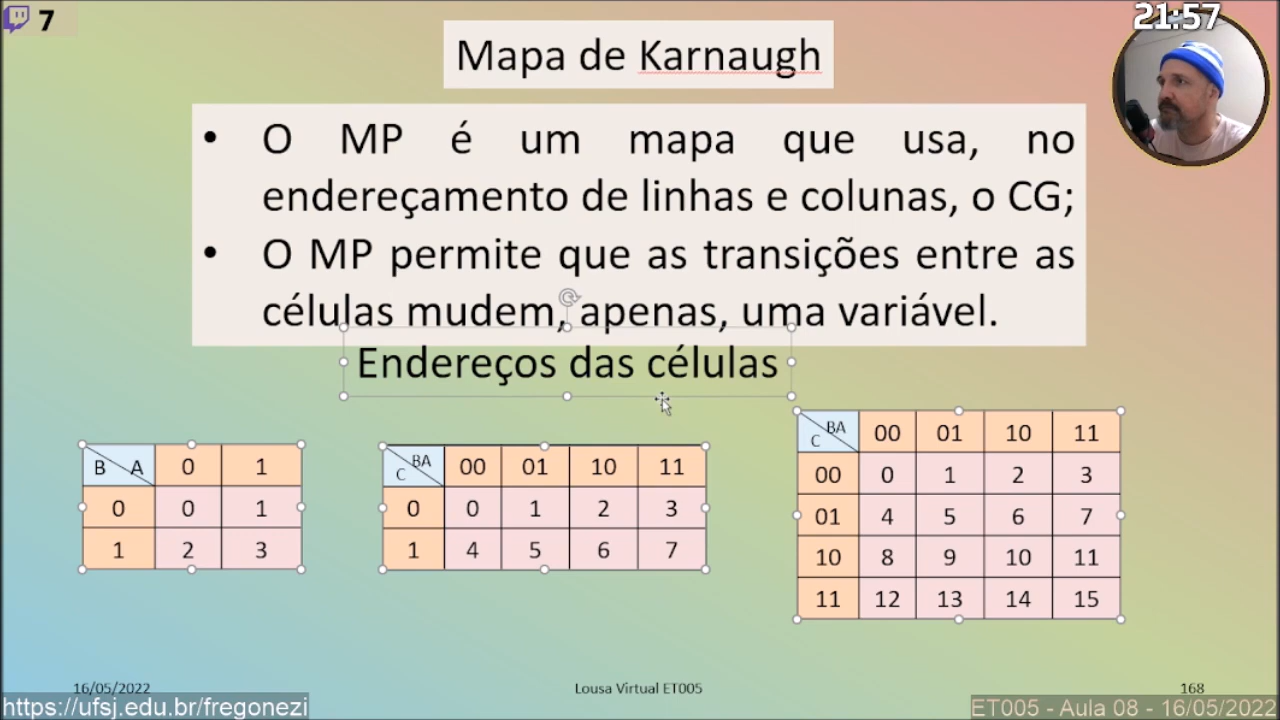 7
21:57
Mapa de Karnaugh
• O MP é um mapa que usa, no
endereçamento de linhas e colunas, o CG;
• O MP permite que as transições entre as
células mudem, apenas, uma variável.
Endereços das células
B A 0 1
0 0 1
1 2 3
C BA 00 01 10 11
0 0 1 2 3
1 4 5 6 7
C BA 00 01 10 11
00 0 1 2 3
01 4 5 6 7
10 8 9 10 11
11 12 13 14 15
16/05/2022 Lousa Virtual ET005 168
https://ufsj.edu.br/fregonezi ET005 - Aula 08 - 16/05/2022